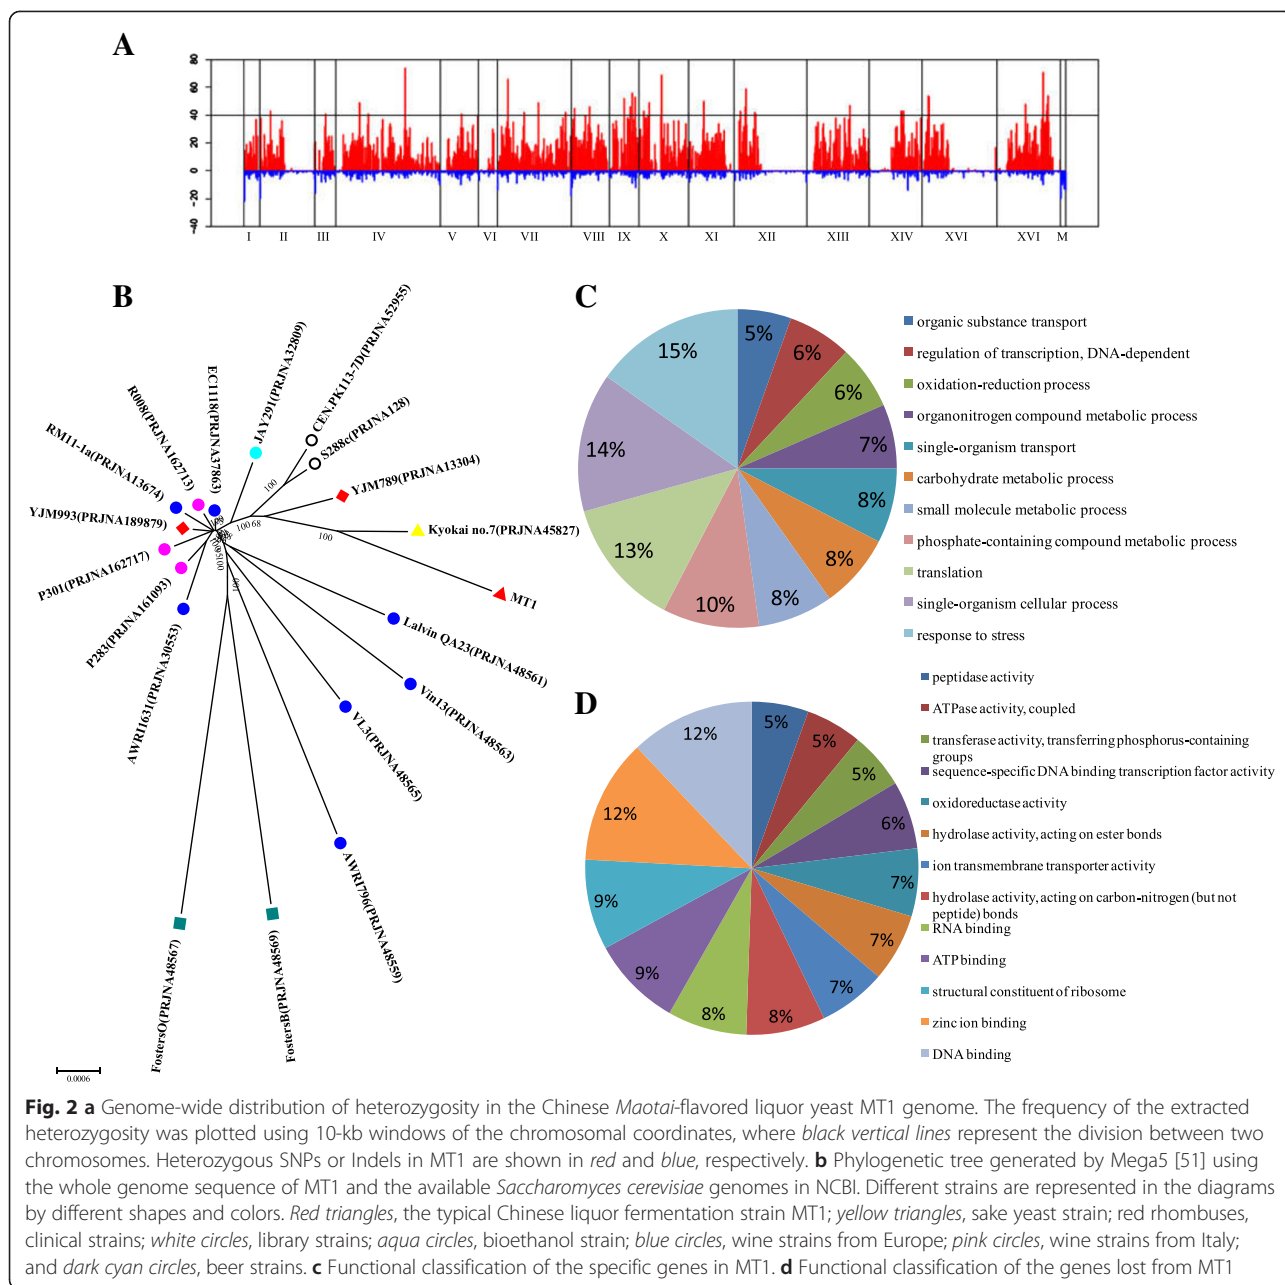 A
80
60
40
20
0
-20
-40
I II III IV V VI VII VIII IX X XI XII XIII XIV XVI XVI M
B
EC1118(PRJNA37863)
R008(PRJNA162713)
RM11-1a(PRJNA13674)
YJM993(PRJNA189879)
P301(PRJNA162717)
P283(PRJNA161093)
AWRI1631(PRJNA30553)
JAY291(PRJNA32809)
CEN.PK113-7D(PRJNA52955)
S288c(PRJNA128)
YJM789(PRJNA13304)
Kyokai no.7(PRJNA45827)
MT1
Lalvin QA23(PRJNA48561)
Vin13(PRJNA48563)
VL3(PRJNA48565)
AWRI796(PRJNA48559)
FostersB(PRJNA48569)
FostersO(PRJNA48567)
100
100 68
100
100
0.0006
C
5%
6%
6%
7%
8%
8%
8%
10%
13%
14%
15%
organic substance transport
regulation of transcription, DNA-dependent
oxidation-reduction process
organonitrogen compound metabolic process
single-organism transport
carbohydrate metabolic process
small molecule metabolic process
phosphate-containing compound metabolic process
translation
single-organism cellular process
response to stress
D
5%
5%
5%
6%
7%
7%
7%
8%
8%
9%
9%
12%
12%
peptidase activity
ATPase activity, coupled
transferase activity, transferring phosphorus-containing
groups
sequence-specific DNA binding transcription factor activity
oxidoreductase activity
hydrolase activity, acting on ester bonds
ion transmembrane transporter activity
hydrolase activity, acting on carbon-nitrogen (but not
peptide) bonds
RNA binding
ATP binding
structural constituent of ribosome
zinc ion binding
DNA binding
Fig. 2 a Genome-wide distribution of heterozygosity in the Chinese Maotai-flavored liquor yeast MT1 genome. The frequency of the extracted
heterozygosity was plotted using 10-kb windows of the chromosomal coordinates, where black vertical lines represent the division between two
chromosomes. Heterozygous SNPs or Indels in MT1 are shown in red and blue, respectively. b Phylogenetic tree generated by Mega5 [51] using
the whole genome sequence of MT1 and the available Saccharomyces cerevisiae genomes in NCBI. Different strains are represented in the diagrams
by different shapes and colors. Red triangles, the typical Chinese liquor fermentation strain MT1; yellow triangles, sake yeast strain; red rhombuses,
clinical strains; white circles, library strains; aqua circles, bioethanol strain; blue circles, wine strains from Europe; pink circles, wine strains from Italy;
and dark cyan circles, beer strains. c Functional classification of the specific genes in MT1. d Functional classification of the genes lost from MT1